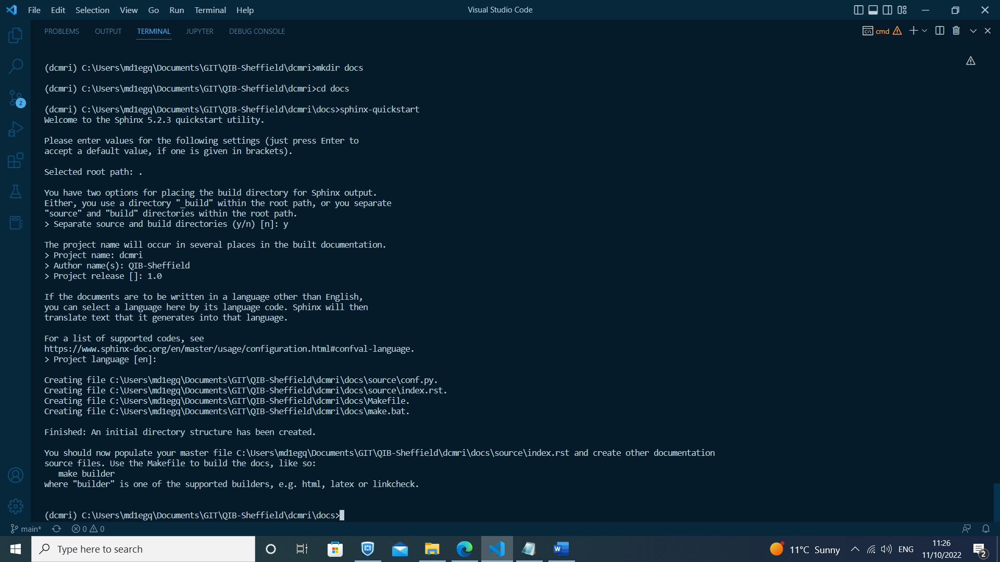 File Edit Selection View Go Run Terminal Help Visual Studio Code
PROBLEMS OUTPUT TERMINAL JUPYTER DEBUG CONSOLE cmd
(dcmri) C:\Users\md1egq\Documents\GIT\QIB-Sheffield\dcmri>mkdir docs
(dcmri) C:\Users\md1egq\Documents\GIT\QIB-Sheffield\dcmri>cd docs
2
(dcmri) C:\Users\md1egq\Documents\GIT\QIB-Sheffield\dcmri\docs>sphinx-quickstart
Welcome to the Sphinx 5.2.3 quickstart utility.
Please enter values for the following settings (just press Enter to
accept a default value, if one is given in brackets).
Selected root path: .
You have two options for placing the build directory for Sphinx output.
Either, you use a directory "_build" within the root path, or you separate
"source" and "build" directories within the root path.
> Separate source and build directories (y/n) [n]: y
The project name will occur in several places in the built documentation.
> Project name: dcmri
> Author name(s): QIB-Sheffield
> Project release []: 1.0
If the documents are to be written in a language other than English,
you can select a language here by its language code. Sphinx will then
translate text that it generates into that language.
For a list of supported codes, see
https://www.sphinx-doc.org/en/master/usage/configuration.html#confval-language.
> Project language [en]:
Creating file C:\Users\md1egq\Documents\GIT\QIB-Sheffield\dcmri\docs\source\conf.py.
Creating file C:\Users\md1egq\Documents\GIT\QIB-Sheffield\dcmri\docs\source\index.rst.
Creating file C:\Users\md1egq\Documents\GIT\QIB-Sheffield\dcmri\docs\Makefile.
Creating file C:\Users\md1egq\Documents\GIT\QIB-Sheffield\dcmri\docs\make.bat.
Finished: An initial directory structure has been created.
You should now populate your master file C:\Users\md1egq\Documents\GIT\QIB-Sheffield\dcmri\docs\source\index.rst and create other documentation
source files. Use the Makefile to build the docs, like so:
make builder
where "builder" is one of the supported builders, e.g. html, latex or linkcheck.
(dcmri) C:\Users\md1egq\Documents\GIT\QIB-Sheffield\dcmri\docs>
main* 0 0
Type here to search 11°C Sunny ENG 11:26
11/10/2022 2